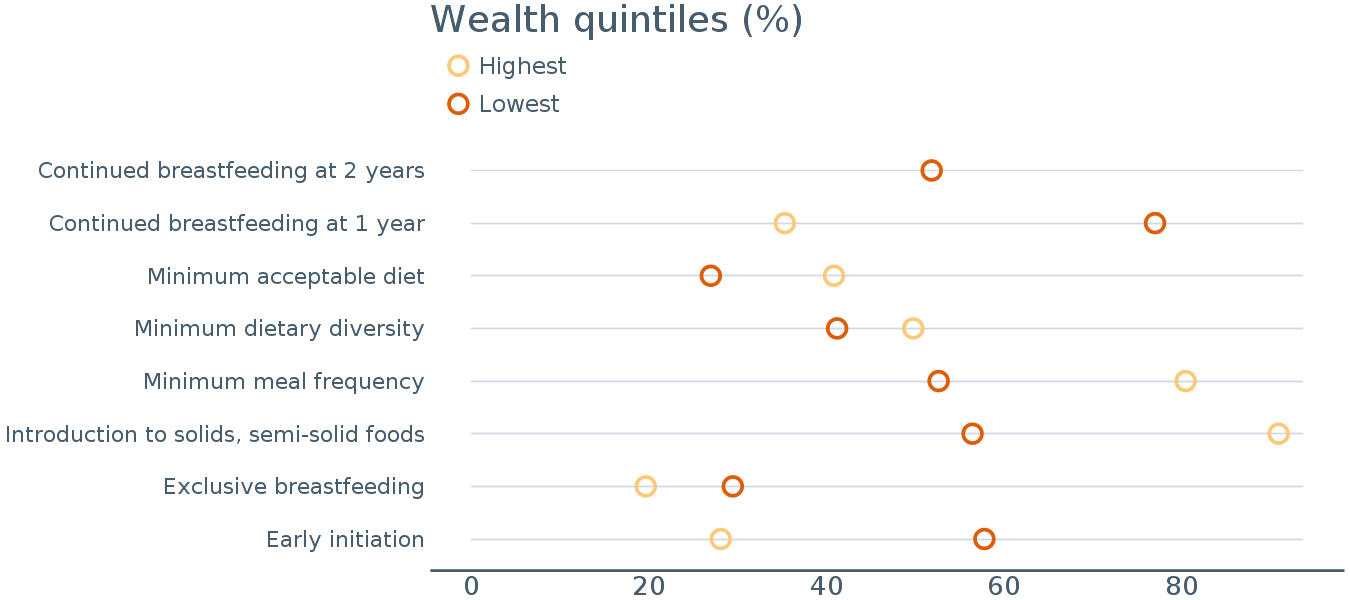 Wealth quintiles (%)
Highest
Lowest
Continued breastfeeding at 2 years
Continued breastfeeding at 1 year
Minimum acceptable diet
Minimum dietary diversity
Minimum meal frequency
Introduction to solids, semi-solid foods
Exclusive breastfeeding
Early initiation
0 20 40 60 80